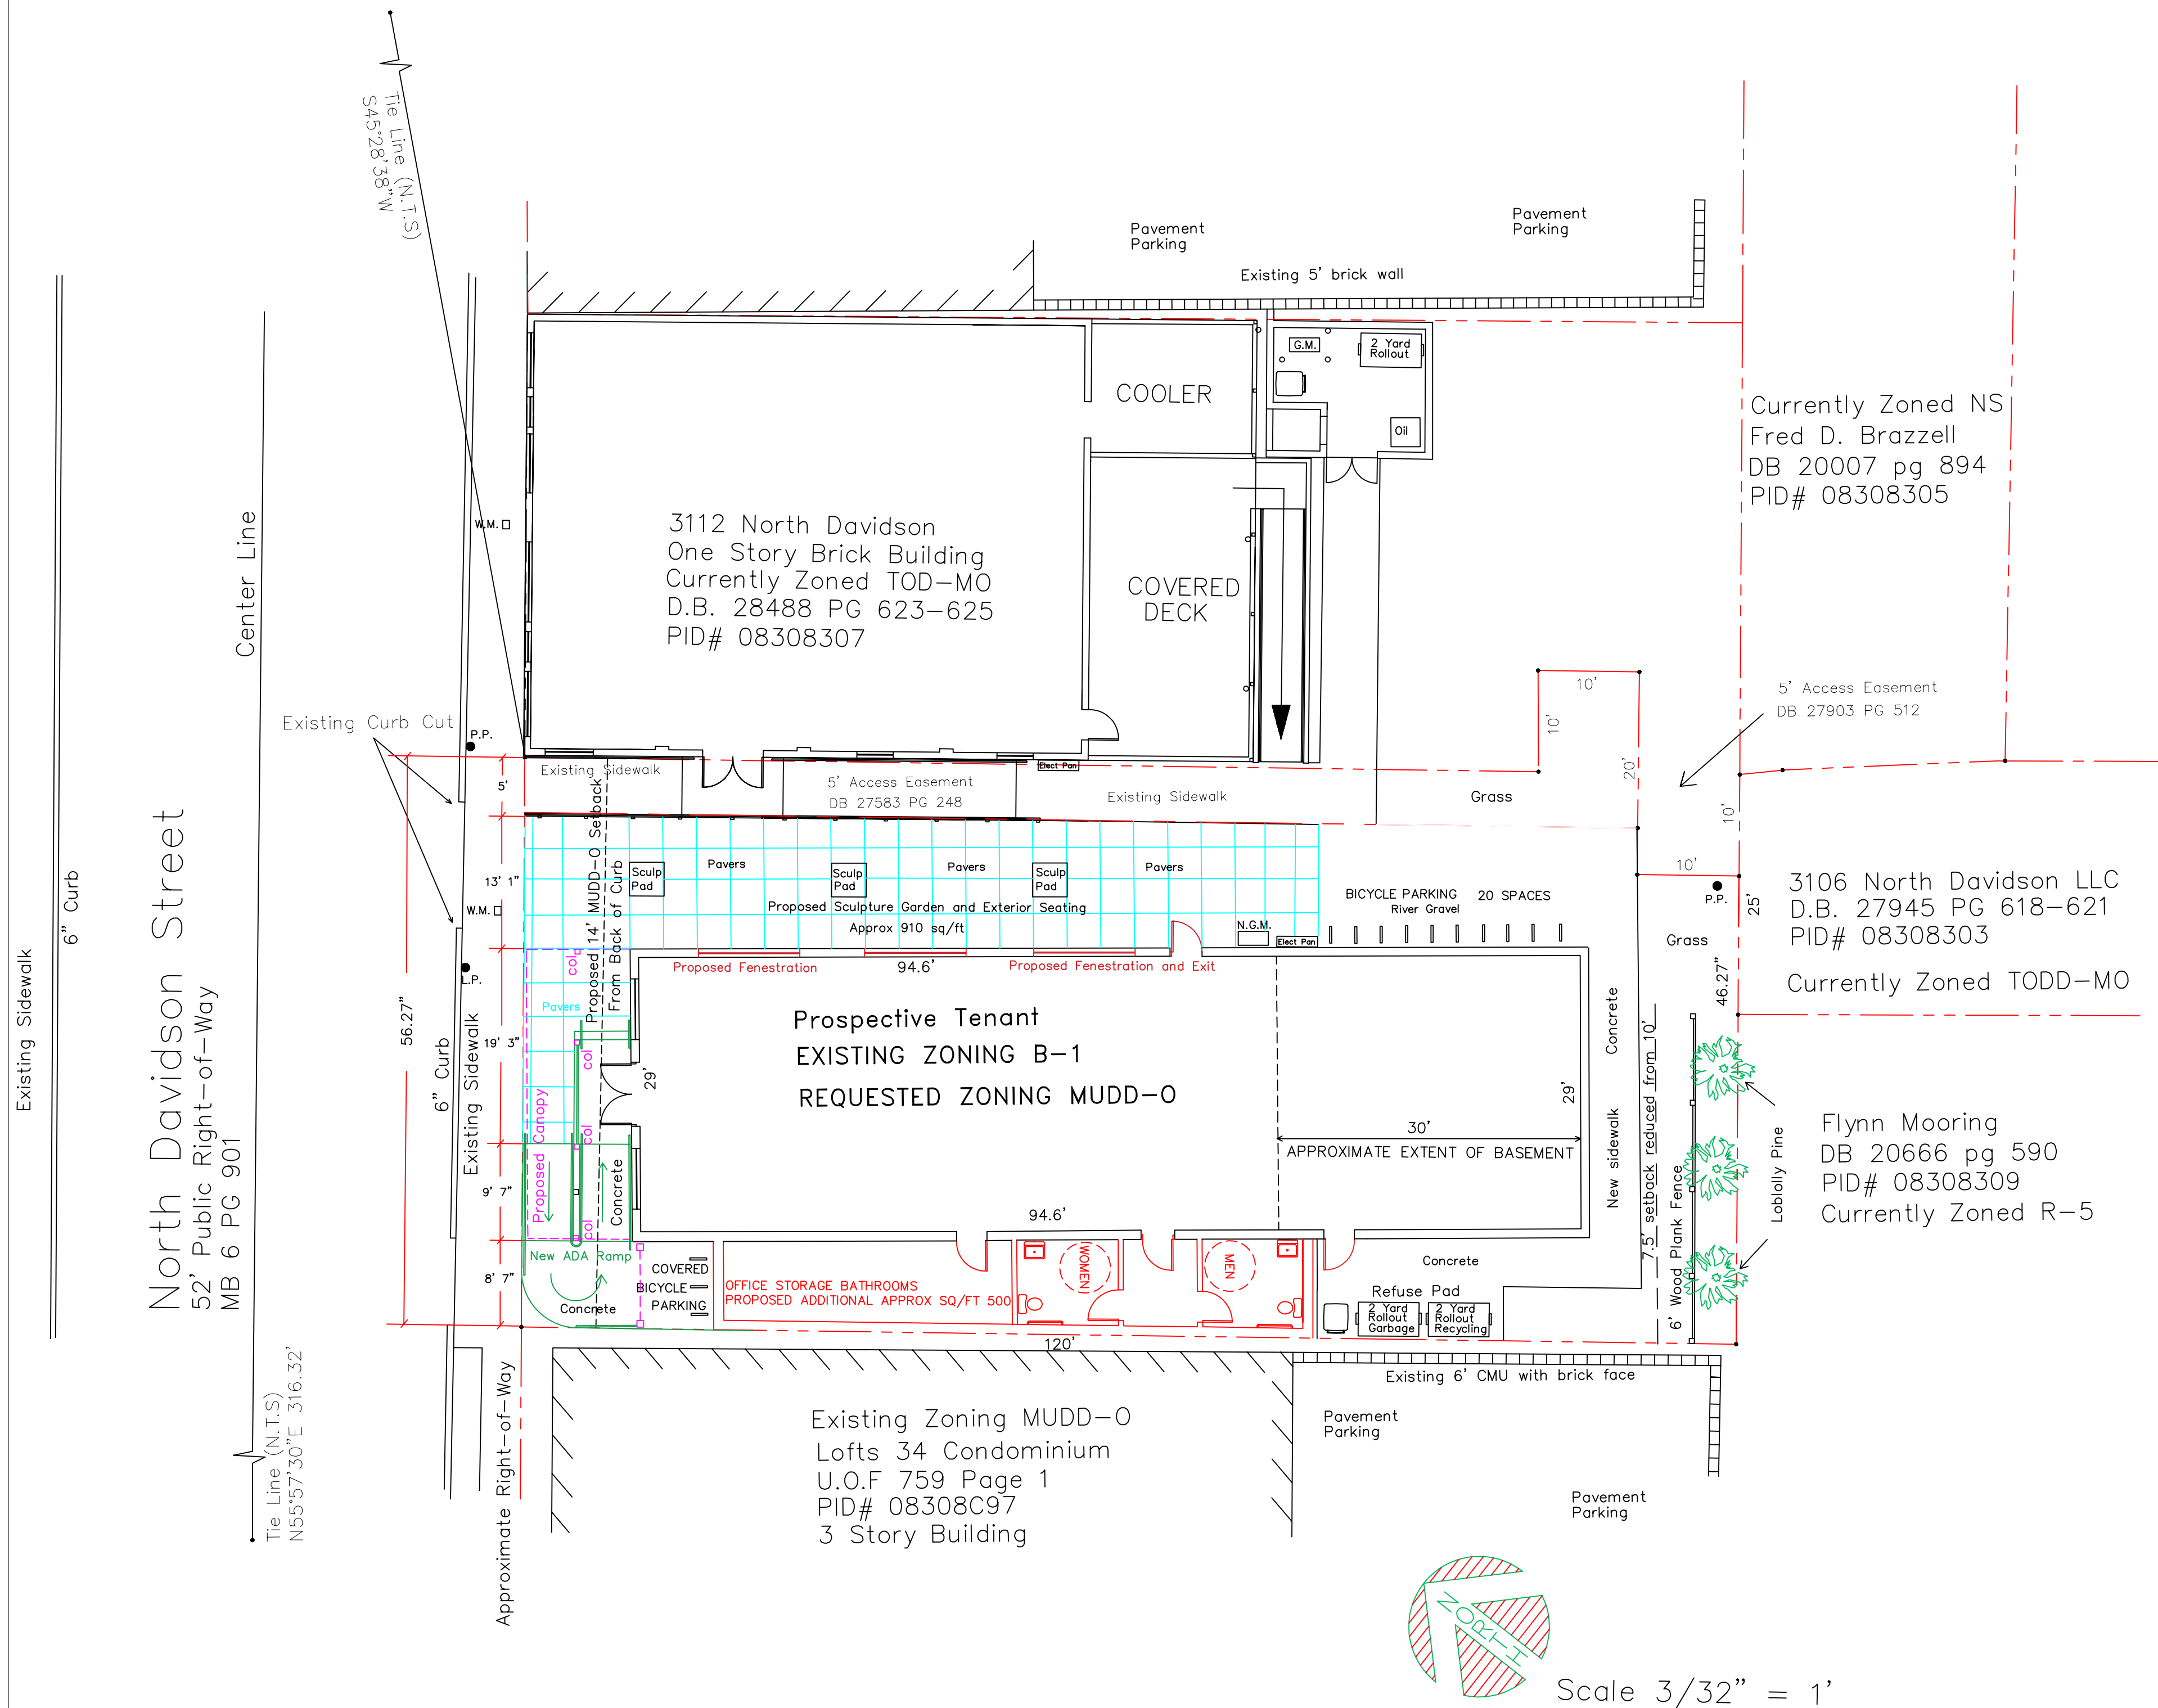 Tie Line (N.T.S)
S45°28'38"W
Pavement
Parking
Pavement
Parking
Existing 5' brick wall
G.M.
2 Yard
Rollout
Oil
COOLER
COVERED
DECK
3112 North Davidson
One Story Brick Building
Currently Zoned TOD-MO
D.B. 28488 PG 623-625
PID# 08308307
Currently Zoned NS
Fred D. Brazzell
DB 20007 pg 894
PID# 08308305
W.M.
Center Line
Existing Curb Cut
P.P.
5' Access Easement
DB 27903 PG 512
10'
10'
20'
10'
10'
Existing Sidewalk
5' Access Easement
DB 27583 PG 248
Elect Pan
Existing Sidewalk
Grass
5'
13' 1"
19' 3"
9' 7"
8' 7"
56.27"
Proposed 14' MUDD-O Setback
From Back of Curb
Sculp
Pad
Pavers
Sculp
Pad
Pavers
Sculp
Pad
Pavers
Proposed Sculpture Garden and Exterior Seating
Approx 910 sq/ft
BICYCLE PARKING 20 SPACES
River Gravel
N.G.M.
Elect Pan
W.M.
L.P.
P.P.
25'
3106 North Davidson LLC
D.B. 27945 PG 618-621
PID# 08308303
Currently Zoned TODD-MO
Grass
46.27"
Proposed Fenestration
94.6'
Proposed Fenestration and Exit
col
Pavers
col
col
col
Proposed Canopy
Concrete
29'
Prospective Tenant
EXISTING ZONING B-1
REQUESTED ZONING MUDD-O
29'
30'
APPROXIMATE EXTENT OF BASEMENT
94.6'
Concrete
New sidewalk
7.5' setback reduced from 10'
6' Wood Plank Fence
Loblolly Pine
Flynn Mooring
DB 20666 pg 590
PID# 08308309
Currently Zoned R-5
Existing Sidewalk
6" Curb
North Davidson Street
52' Public Right-of-Way
MB 6 PG 901
6" Curb
Existing Sidewalk
New ADA Ramp
Concrete
COVERED
BICYCLE
PARKING
OFFICE STORAGE BATHROOMS
PROPOSED ADDITIONAL APPROX SQ/FT 500
WOMEN
MEN
Concrete
Refuse Pad
2 Yard
Rollout
Garbage
2 Yard
Rollout
Recycling
120'
Existing 6' CMU with brick face
Pavement
Parking
Pavement
Parking
Tie Line (N.T.S)
N55°57'30"E 316.32'
Approximate Right-of-Way
Existing Zoning MUDD-O
Lofts 34 Condominium
U.O.F 759 Page 1
PID# 08308C97
3 Story Building
NORTH
Scale 3/32" = 1'